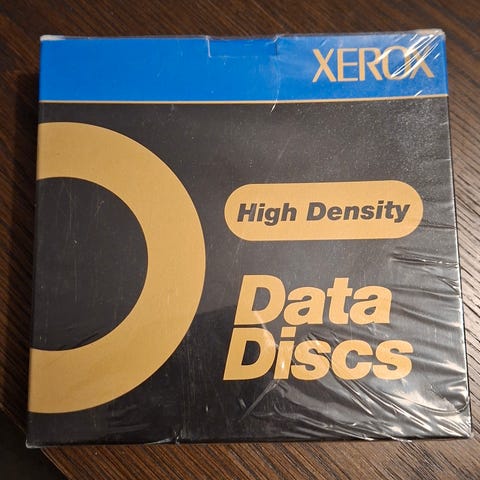 XEROX
High Density
Data
Discs